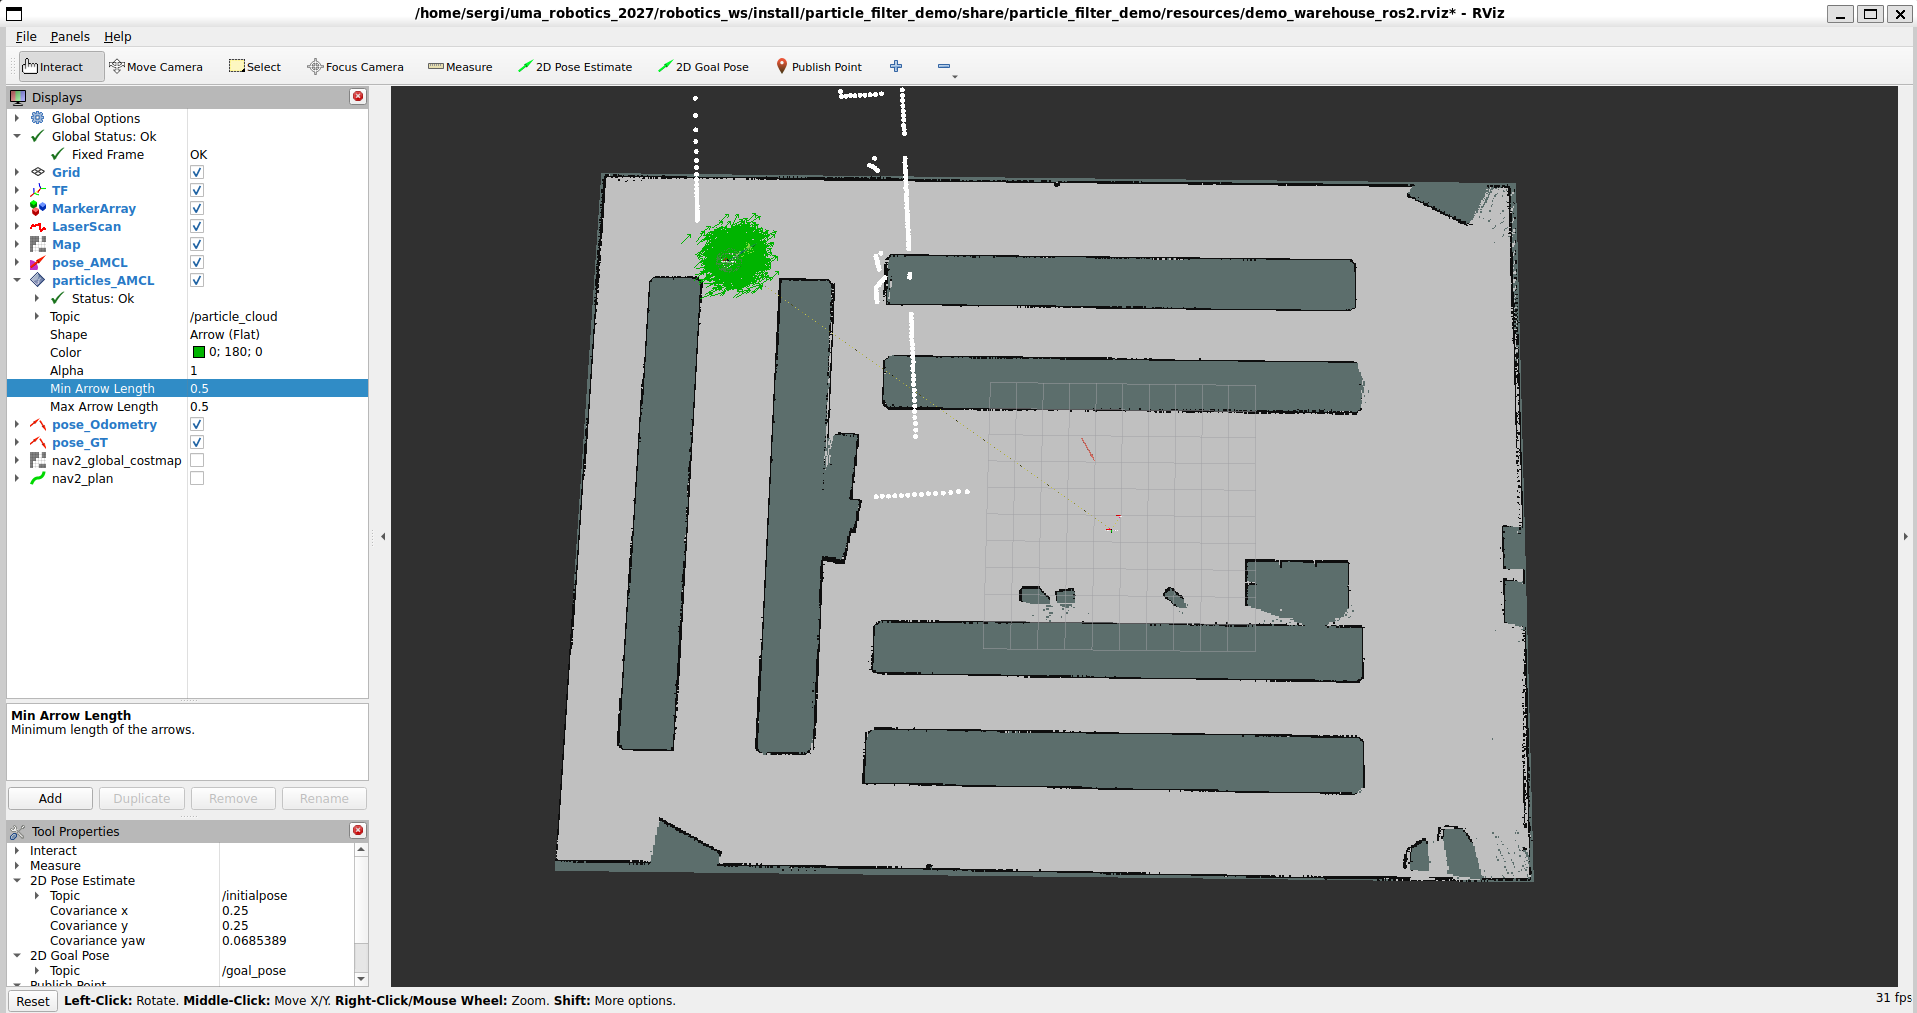 /home/sergi/uma_robotics_2027/robotics_ws/install/particle_filter_demo/share/particle_filter_demo/resources/demo_warehouse_ros2.rviz* - RViz
File Panels Help
Interact Move Camera Select Focus Camera Measure 2D Pose Estimate 2D Goal Pose Publish Point
Displays
Global Options
Global Status: Ok
Fixed Frame OK
Grid
TF
MarkerArray
LaserScan
Map
pose_AMCL
particles_AMCL
Status: Ok
Topic /particle_cloud
Shape Arrow (Flat)
Color 0; 180; 0
Alpha 1
Min Arrow Length 0.5
Max Arrow Length 0.5
pose_Odometry
pose_GT
nav2_global_costmap
nav2_plan
Min Arrow Length
Minimum length of the arrows.
Add Duplicate Remove Rename
Tool Properties
Interact
Measure
2D Pose Estimate
Topic /initialpose
Covariance x 0.25
Covariance y 0.25
Covariance yaw 0.0685389
2D Goal Pose
Topic /goal_pose
Publish Point
Reset Left-Click: Rotate. Middle-Click: Move X/Y. Right-Click/Mouse Wheel: Zoom. Shift: More options. 31 fps